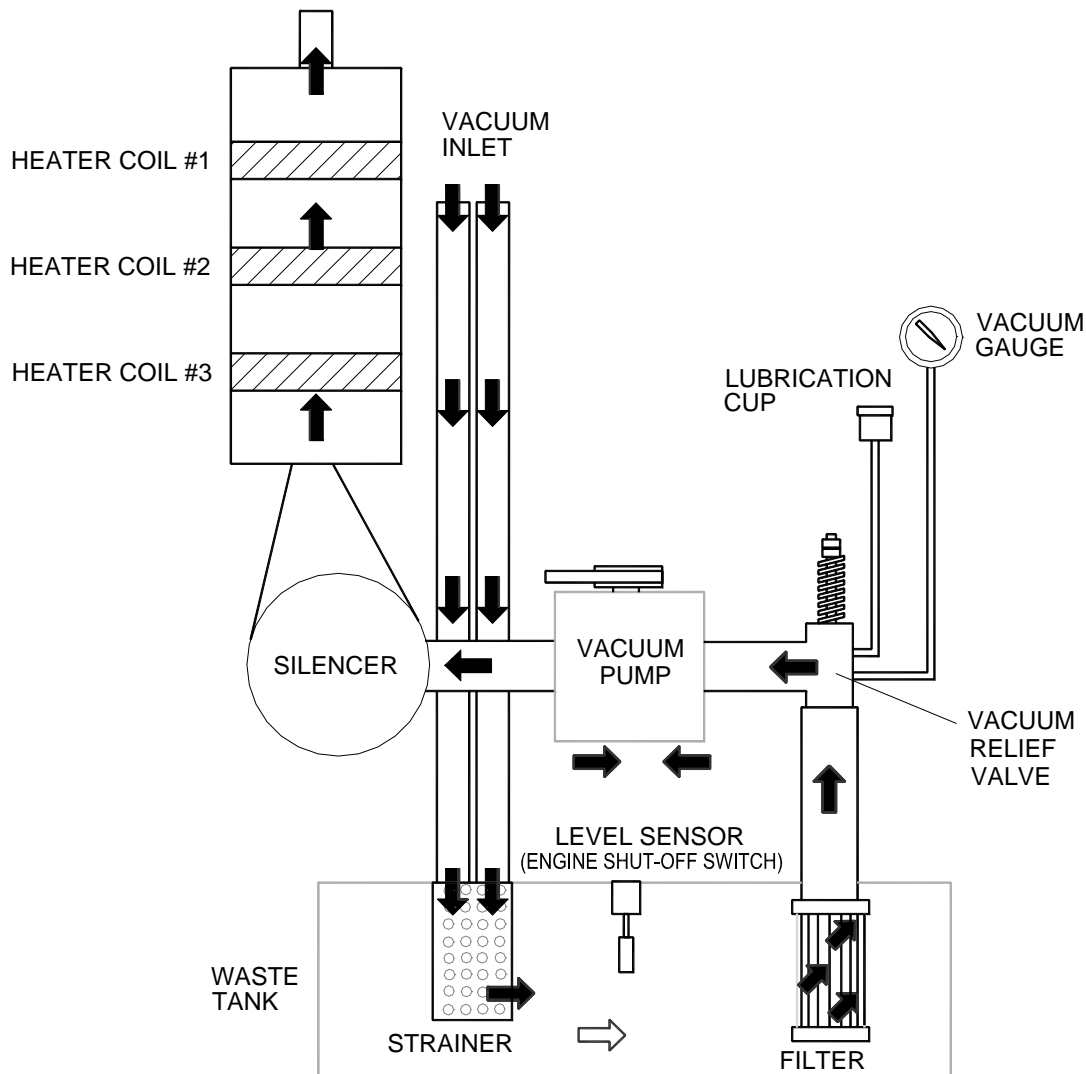 VACUUM
INLET
HEATER COIL #1
HEATER COIL #2
HEATER COIL #3
VACUUM
GAUGE
LUBRICATION
CUP
SILENCER
VACUUM
PUMP
VACUUM
RELIEF
VALVE
LEVEL SENSOR
(ENGINE SHUT-OFF SWITCH)
WASTE
TANK
STRAINER
FILTER